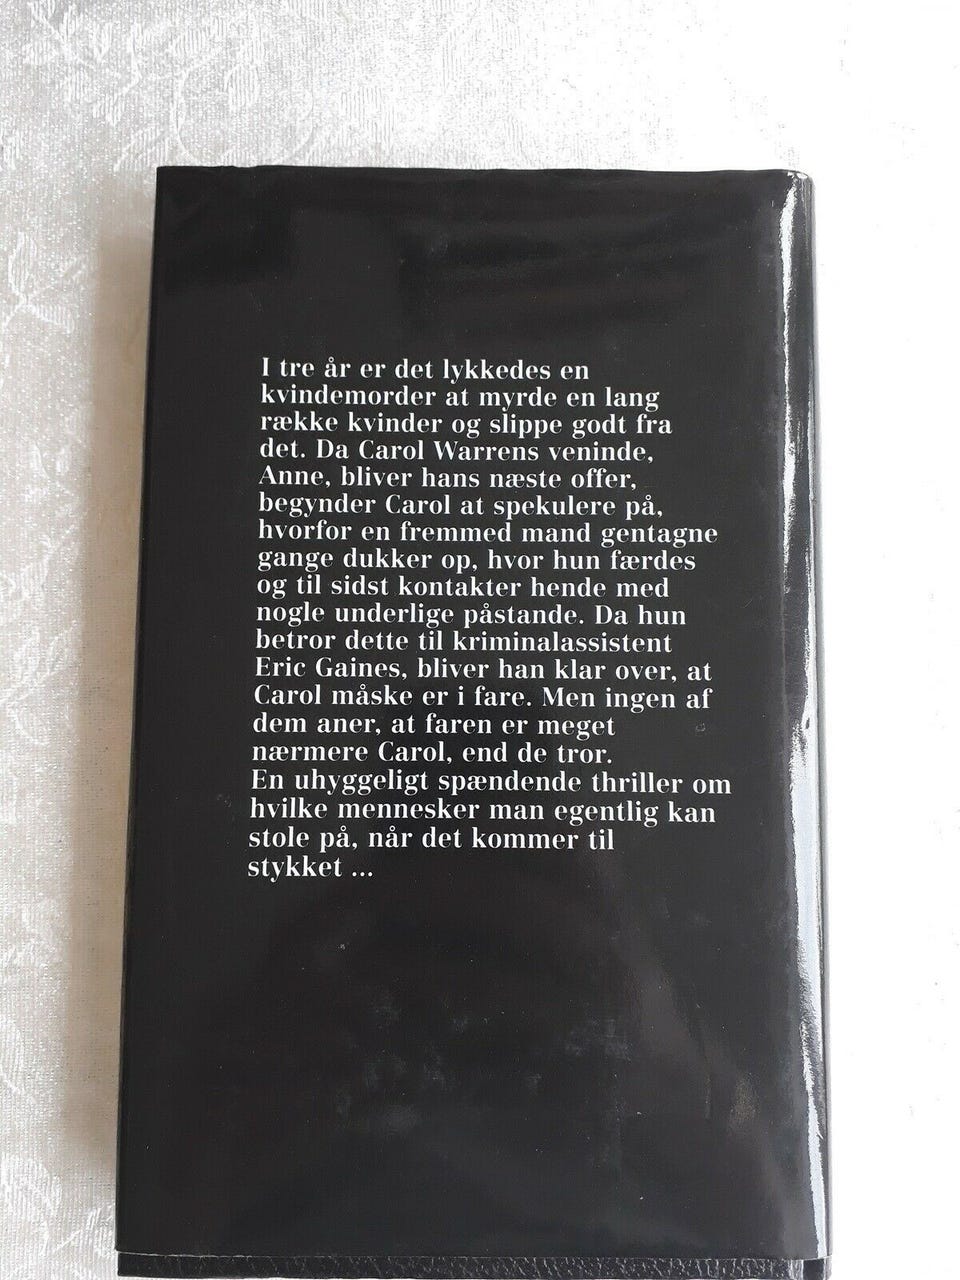 I tre år er det lykkedes en
kvindemorder at myrde en lang
række kvinder og slippe godt fra
det. Da Carol Warrens veninde,
Anne, bliver hans næste offer,
begynder Carol at spekulere på,
hvorfor en fremmed mand gentagne
gange dukker op, hvor hun færdes
og til sidst kontakter hende med
nogle underlige påstande. Da hun
betror dette til kriminalassistent
Eric Gaines, bliver han klar over, at
Carol måske er i fare. Men ingen af
dem aner, at faren er meget
nærmere Carol, end de tror.
En uhyggeligt spændende thriller om
hvilke mennesker man egentlig kan
stole på, når det kommer til
stykket ...